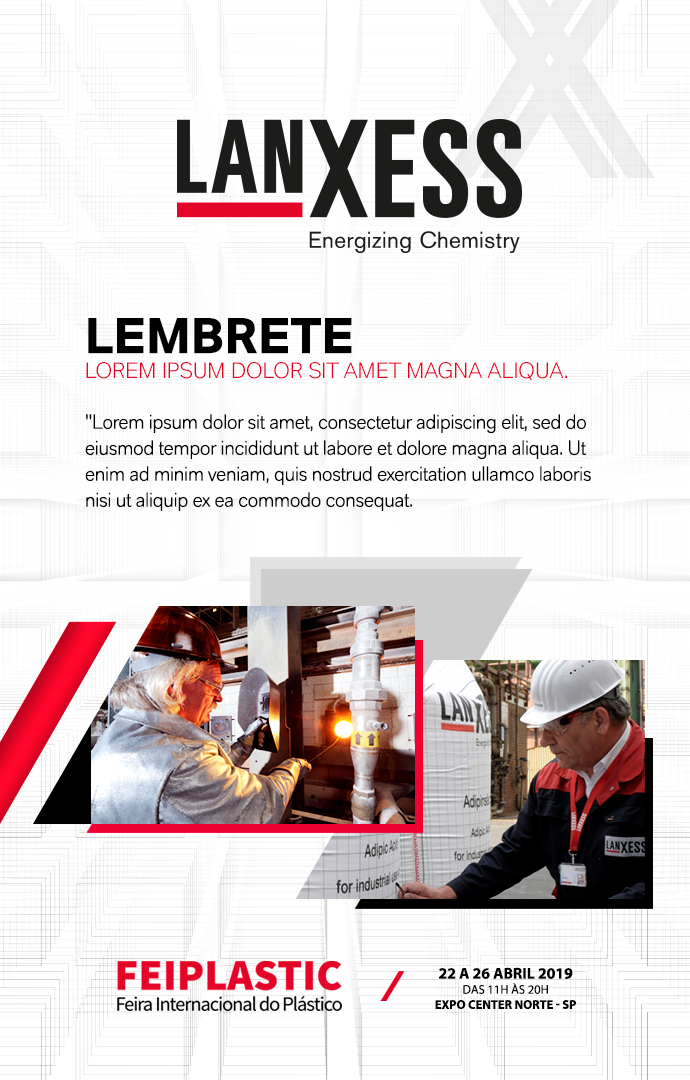 LANXESS
Energizing Chemistry
LEMBRETE
LOREM IPSUM DOLOR SIT AMET MAGNA ALIQUA.
"Lorem ipsum dolor sit amet, consectetur adipiscing elit, sed do
eiusmod tempor incididunt ut labore et dolore magna aliqua. Ut
enim ad minim veniam, quis nostrud exercitation ullamco laboris
nisi ut aliquip ex ea commodo consequat.
LANXESS
Adipic
for industrial
LANXESS
FEIPLASTIC
Feira Internacional do Plástico
22 A 26 ABRIL 2019
DAS 11H ÀS 20H
EXPO CENTER NORTE - SP